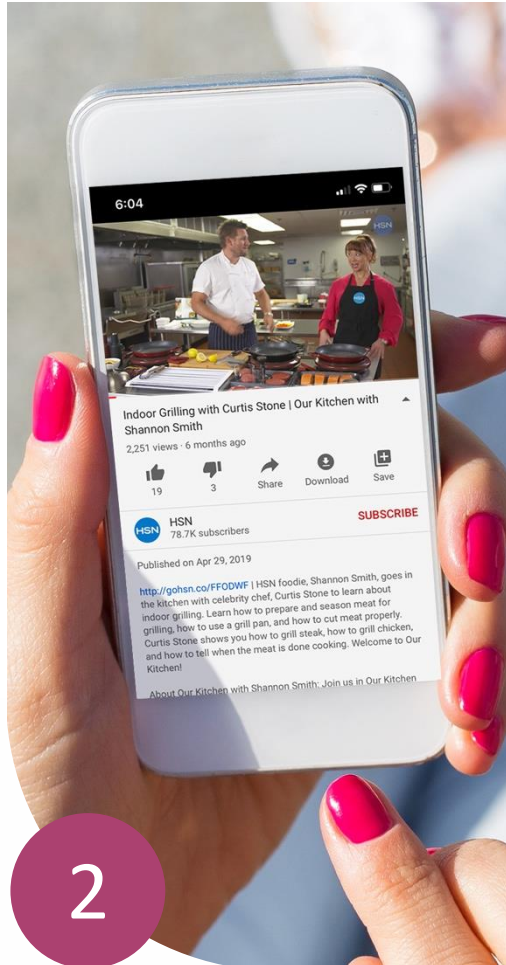 6:04
HSN
Indoor Grilling with Curtis Stone | Our Kitchen with
Shannon Smith
2,251 views · 6 months ago
19
3
Share
Download
Save
HSN
HSN
78.7K subscribers
SUBSCRIBE
Published on Apr 29, 2019
http://gohsn.co/FFODWF | HSN foodie, Shannon Smith, goes in
the kitchen with celebrity chef, Curtis Stone to learn about
indoor grilling. Learn how to prepare and season meat for
grilling, how to use a grill pan, and how to cut meat properly.
Curtis Stone shows you how to grill steak, how to grill chicken,
and how to tell when the meat is done cooking. Welcome to Our
Kitchen!
About Our Kitchen with Shannon Smith: Join us in Our Kitchen
2